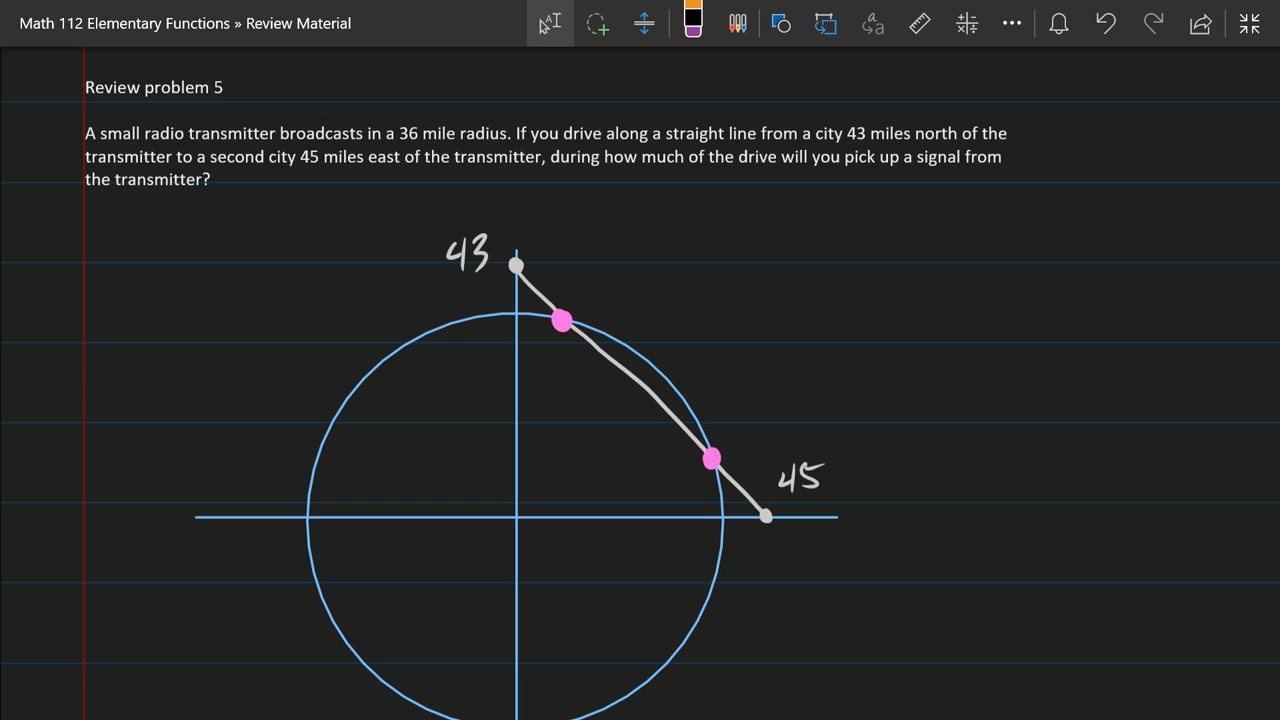 Math 112 Elementary Functions » Review Material
Review problem 5
A small radio transmitter broadcasts in a 36 mile radius. If you drive along a straight line from a city 43 miles north of the
transmitter to a second city 45 miles east of the transmitter, during how much of the drive will you pick up a signal from
the transmitter?
43
45